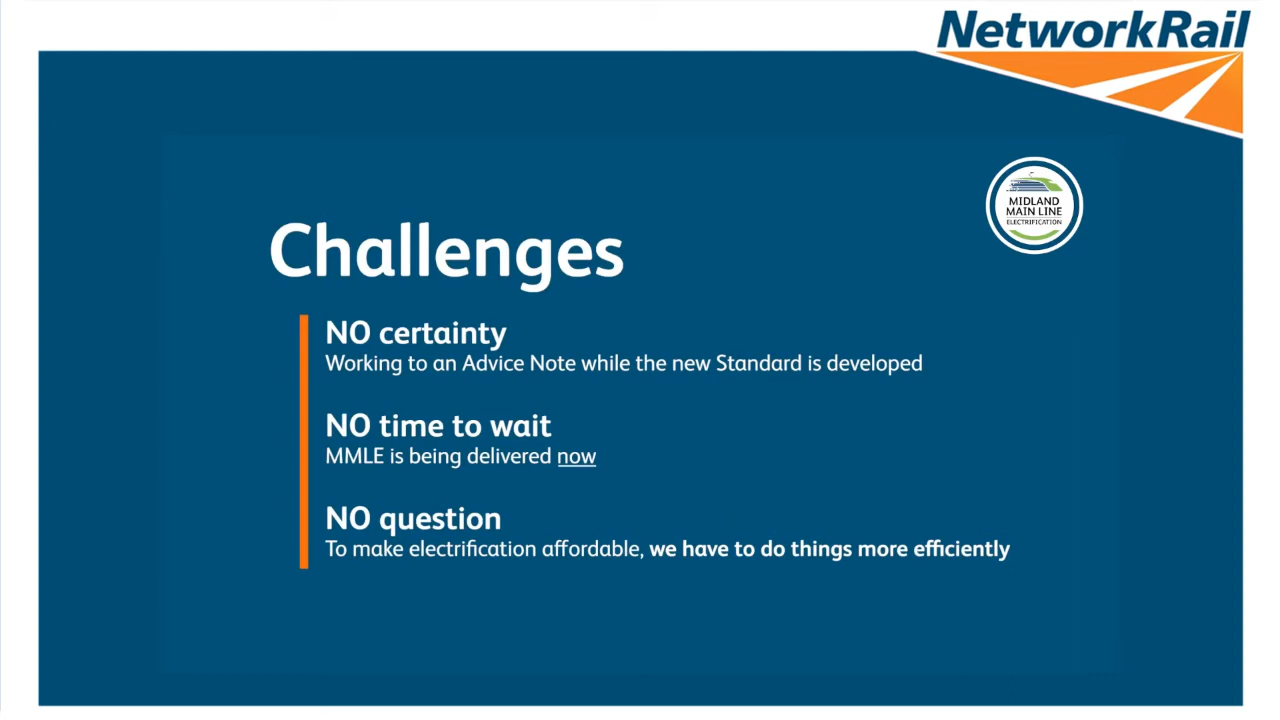 NetworkRail
MIDLAND
MAIN LINE
ELECTRIFICATION
Challenges
NO certainty
Working to an Advice Note while the new Standard is developed
NO time to wait
MMLE is being delivered now
NO question
To make electrification affordable, we have to do things more efficiently